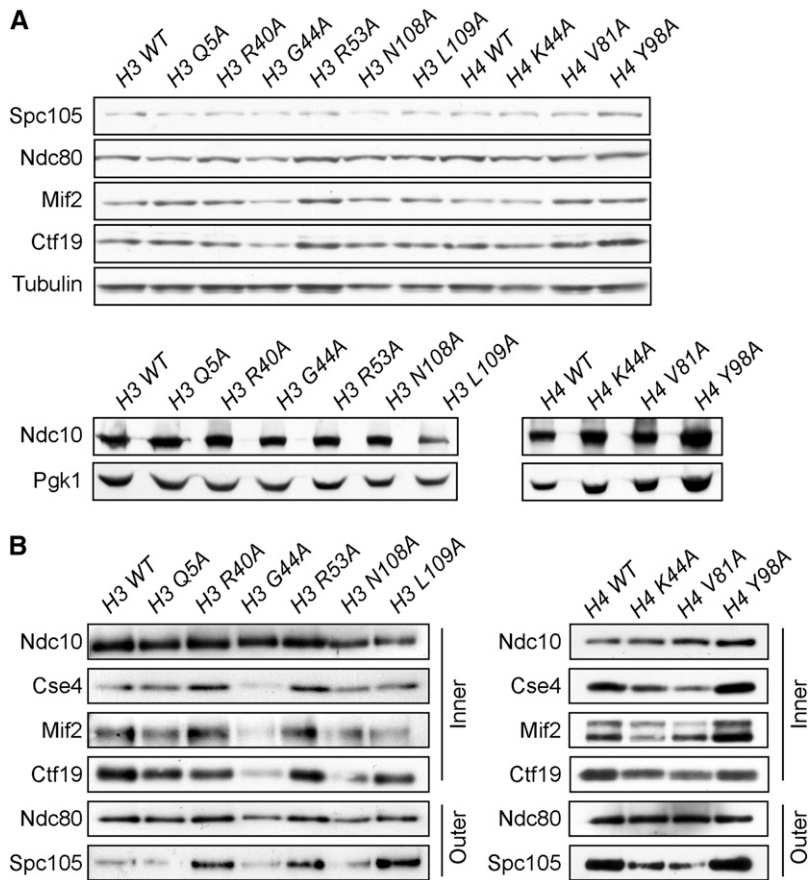 A
H3 WT H3 Q5A H3 R40A H3 G44A H3 R53A H3 N108A H3 L109A H4 WT H4 K44A H4 V81A H4 Y98A
Spc105
Ndc80
Mif2
Ctf19
Tubulin
H3 WT H3 Q5A H3 R40A H3 G44A H3 R53A H3 N108A H3 L109A
Ndc10
Pgk1
H4 WT H4 K44A H4 V81A H4 Y98A
B
H3 WT H3 Q5A H3 R40A H3 G44A H3 R53A H3 N108A H3 L109A
Ndc10
Cse4
Mif2
Ctf19
Inner
Ndc80
Spc105
Outer
H4 WT H4 K44A H4 V81A H4 Y98A
Ndc10
Cse4
Mif2
Ctf19
Inner
Ndc80
Spc105
Outer